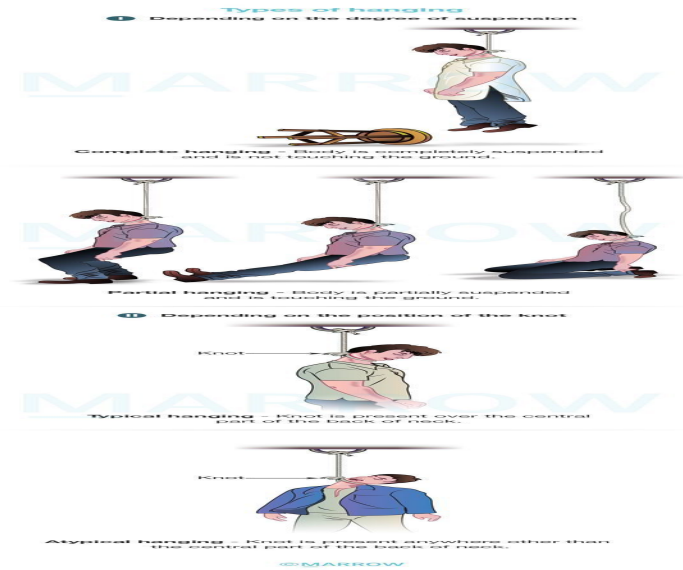 Types of hanging
I Depending on the degree of suspension
MARROW
Complete hanging - Body is completely suspended
and is not touching the ground.
MARROW
Partial hanging - Body is partially suspended
and is touching the ground.
II Depending on the position of the knot
Knot
MARROW
Typical hanging - Knot is present over the central
part of the back of neck.
Knot
Atypical hanging - Knot is present anywhere other than
the central part of the back of neck.
©MARROW